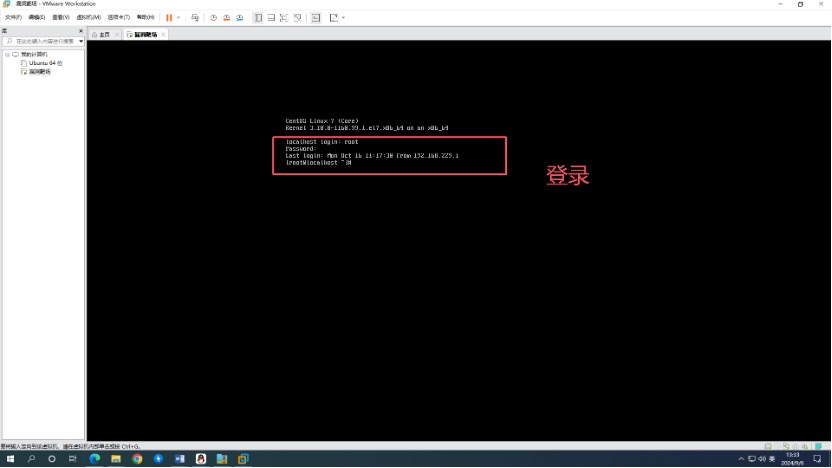 漏洞靶场 - VMware Workstation
文件(F) 编辑(E) 查看(V) 虚拟机(M) 选项卡(T) 帮助(H)
库
在此处键入内容进行搜索
主页
漏洞靶场
我的计算机
Ubuntu 64 位
漏洞靶场
CentOS Linux 7 (Core)
Kernel 3.10.0-1160.99.1.el7.x86_64 on an x86_64
localhost login: root
Password:
Last login: Mon Oct 16 11:17:30 from 192.168.229.1
[root@localhost ~]#
登录
要将输入定向到该虚拟机，请在虚拟机内部单击或按 Ctrl+G。
英
13:33
2024/9/6